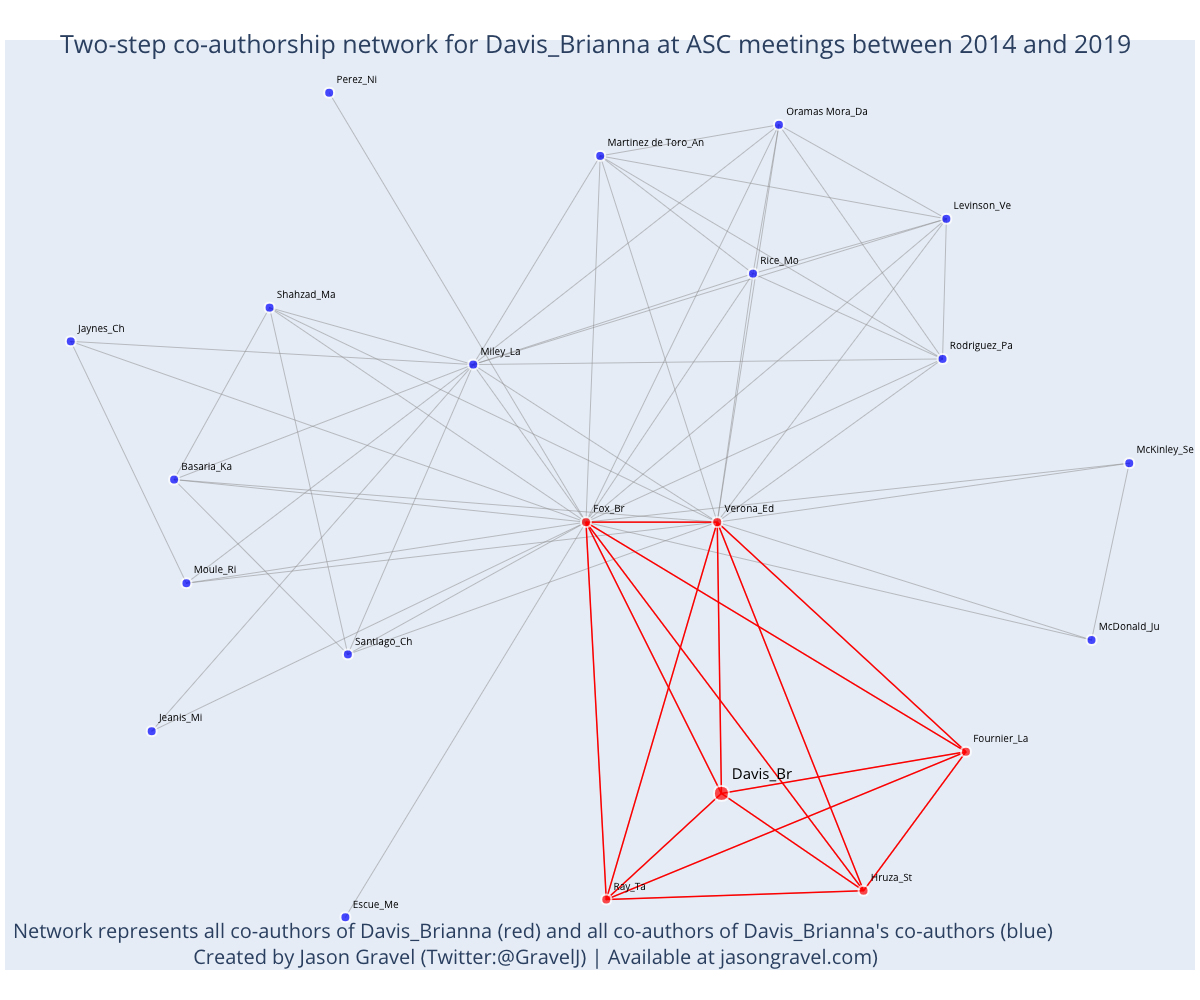 Two-step co-authorship network for Davis_Brianna at ASC meetings between 2014 and 2019
Perez_Ni
Oramas Mora_Da
Martinez de Toro_An
Levinson_Ve
Rice_Mo
Shahzad_Ma
Jaynes_Ch
Miley_La
Rodriguez_Pa
McKinley_Se
Basaria_Ka
Fox_Br
Verona_Ed
Moule_Ri
McDonald_Ju
Santiago_Ch
Jeanis_Mi
Fournier_La
Davis_Br
Hruza_St
Ray_Ta
Escue_Me
Network represents all co-authors of Davis_Brianna (red) and all co-authors of Davis_Brianna's co-authors (blue)
Created by Jason Gravel (Twitter:@GravelJ) | Available at jasongravel.com)